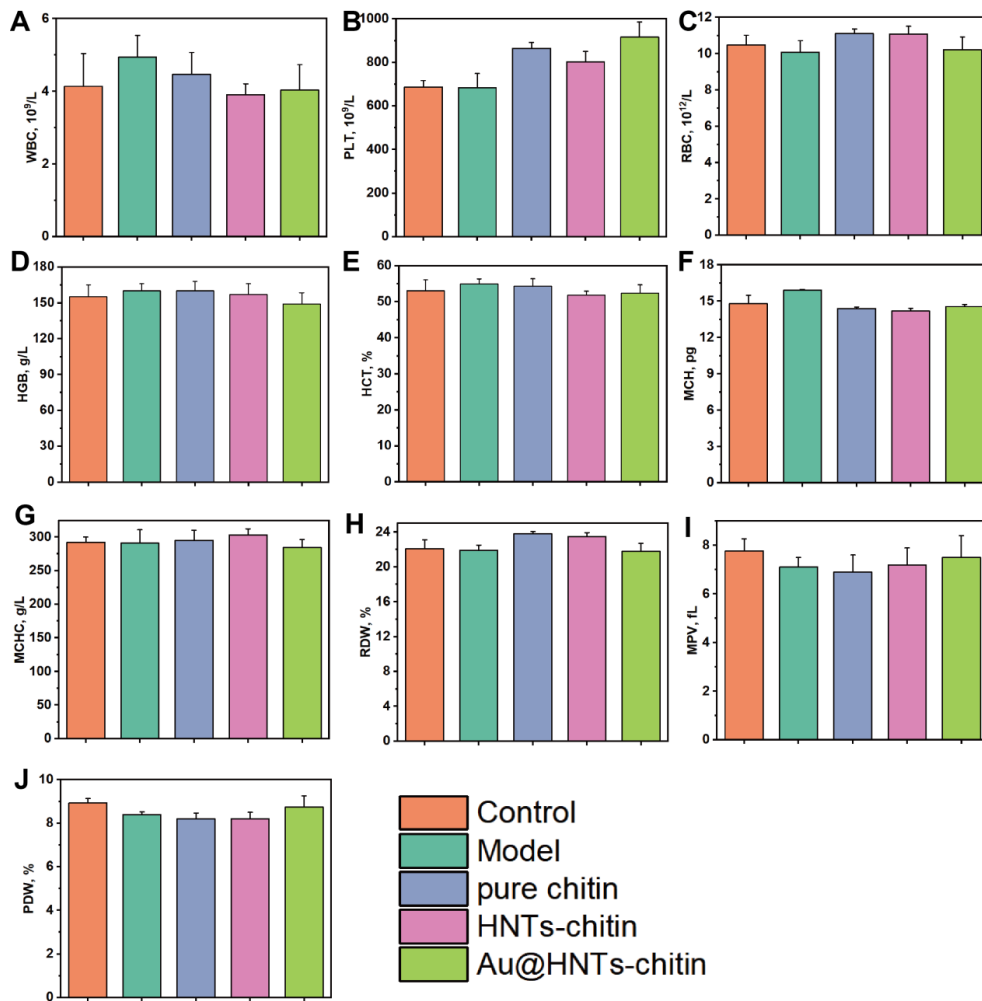 A
WBC, 10⁹/L
6
4
2
0
B
PLT, 10⁹/L
1000
800
600
400
200
0
C
RBC, 10¹²/L
12
10
8
6
4
2
0
D
HGB, g/L
180
150
120
90
60
30
0
E
HCT, %
60
50
40
30
20
10
0
F
MCH, pg
18
15
12
9
6
3
0
G
MCHC, g/L
300
250
200
150
100
50
0
H
RDW, %
24
20
16
12
8
4
0
I
MPV, fL
8
6
4
2
0
J
PDW, %
10
8
6
4
2
0
Control
Model
pure chitin
HNTs-chitin
Au@HNTs-chitin